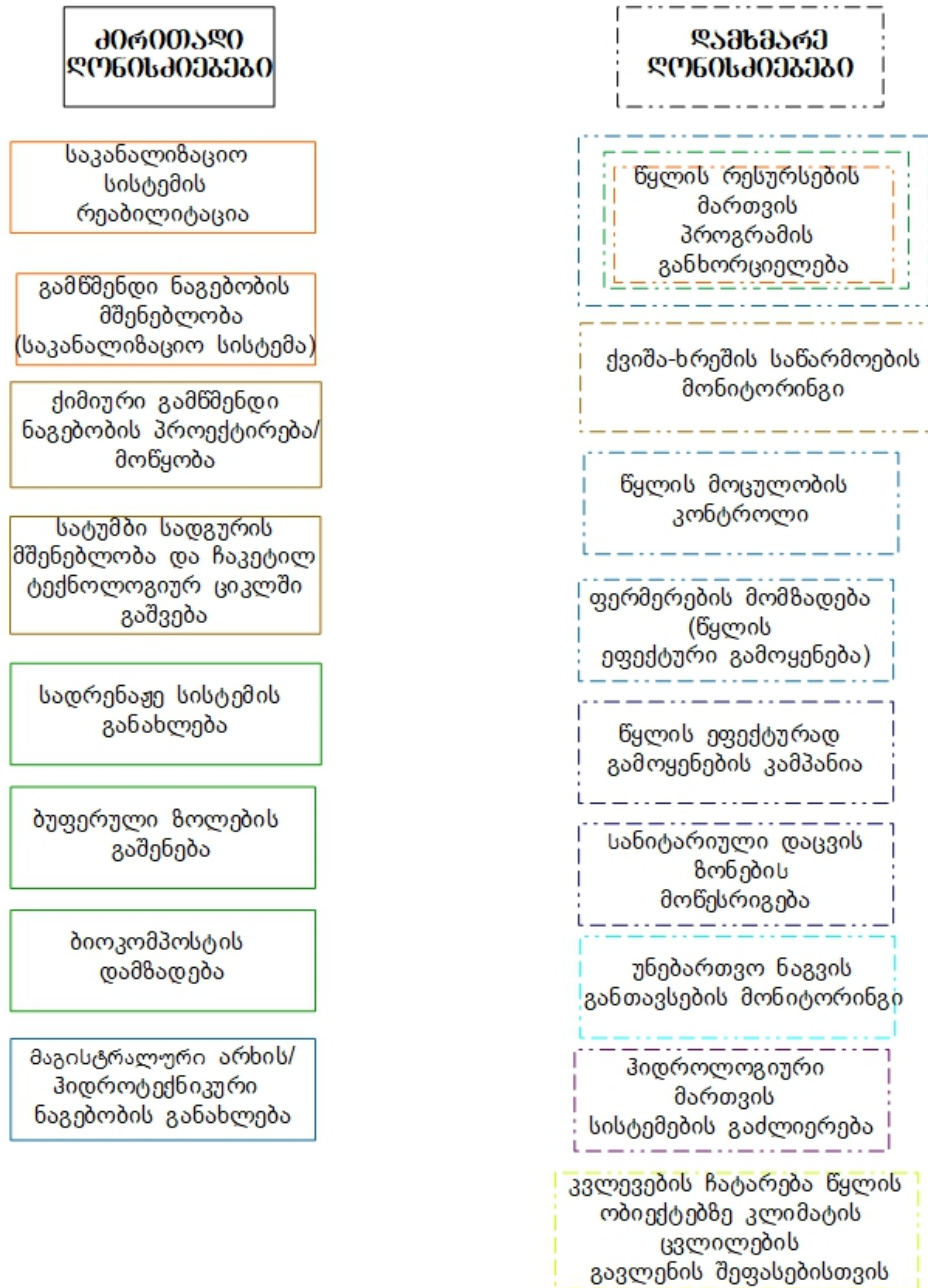 ძირითადი
ღონისძიებები
საკანალიზაციო
სისტემის
რეაბილიტაცია
გამწმენდი ნაგებობის
მშენებლობა
(საკანალიზაციო სისტემა)
ქიმიური გამწმენდი
ნაგებობის პროექტირება/
მოწყობა
სატუმბი სადგურის
მშენებლობა და ჩაკეტილ
ტექნოლოგიურ ციკლში
გაშვება
სადრენაჟე სისტემის
განახლება
ბუფერული ზოლების
გაშენება
ბიოკომპოსტის
დამზადება
მაგისტრალური არხის/
ჰიდროტექნიკური
ნაგებობის განახლება
დამხმარე
ღონისძიებები
წყლის რესურსების
მართვის
პროგრამის
განხორციელება
ქვიშა-ხრეშის საწარმოების
მონიტორინგი
წყლის მოცულობის
კონტროლი
ფერმერების მომზადება
(წყლის
ეფექტური გამოყენება)
წყლის ეფექტურად
გამოყენების კამპანია
სანიტარიული დაცვის
ზონების
მოწესრიგება
უნებართვო ნაგვის
განთავსების მონიტორინგი
ჰიდროლოგიური
მართვის
სისტემების გაძლიერება
კვლევების ჩატარება წყლის
ობიექტებზე კლიმატის
ცვლილების
გავლენის შეფასებისთვის